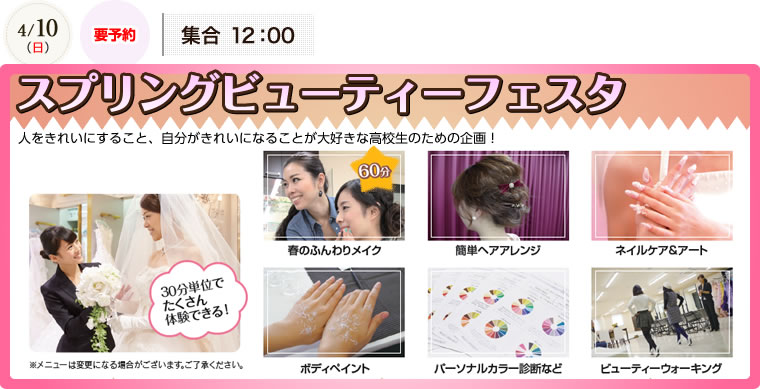 4/10
（日）
要予約
集合 12：00
スプリングビューティーフェスタ
人をきれいにすること、自分がきれいになることが大好きな高校生のための企画！
60分
春のふんわりメイク
簡単ヘアアレンジ
ネイルケア&アート
30分単位で
たくさん
体験できる！
ボディペイント
パーソナルカラー診断など
ビューティーウォーキング
※メニューは変更になる場合がございます。ご了承ください。